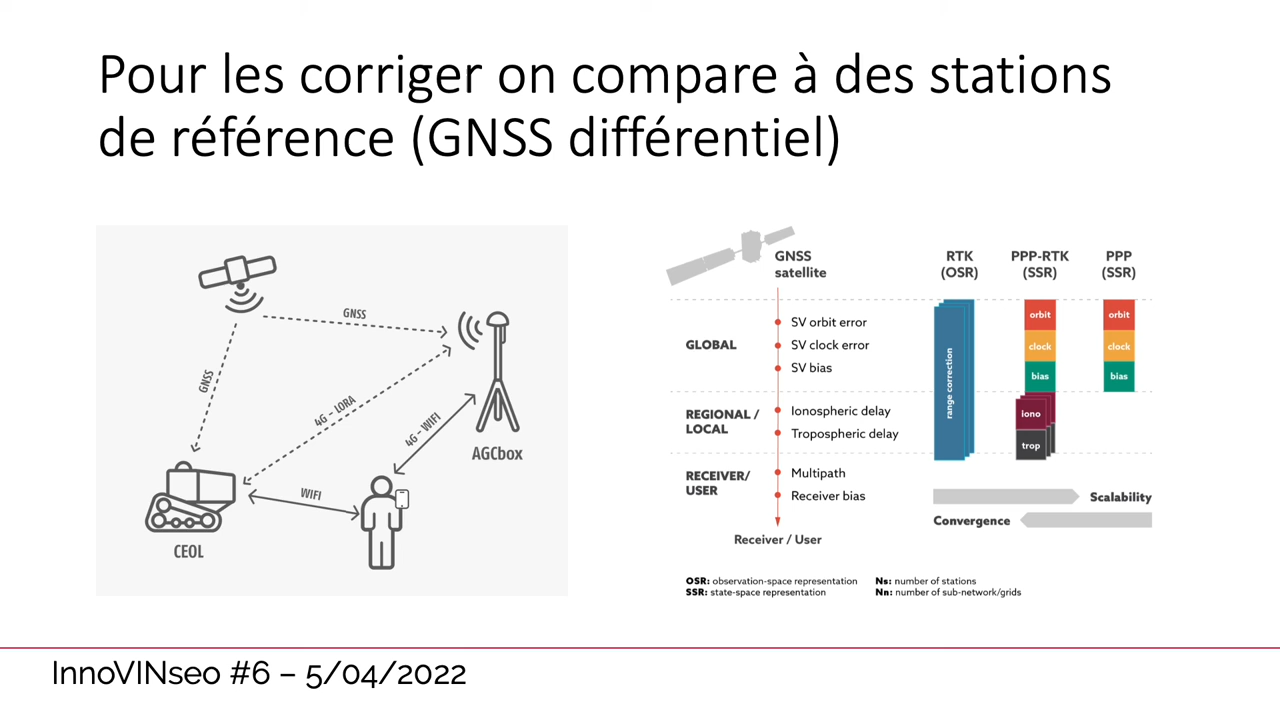 Pour les corriger on compare à des stations
de référence (GNSS différentiel)
GNSS
GNSS
4G – LORA
4G – WIFI
AGCbox
WIFI
CEOL
GNSS
satellite
RTK
(OSR)
PPP-RTK
(SSR)
PPP
(SSR)
GLOBAL
SV orbit error
SV clock error
SV bias
REGIONAL /
LOCAL
Ionospheric delay
Tropospheric delay
RECEIVER/
USER
Multipath
Receiver bias
Receiver / User
range correction
orbit
clock
bias
Iono
trop
orbit
clock
bias
Scalability
Convergence
OSR: observation-space representation
SSR: state-space representation
Ns: number of stations
Nn: number of sub-network/grids
InnoVINseo #6 – 5/04/2022